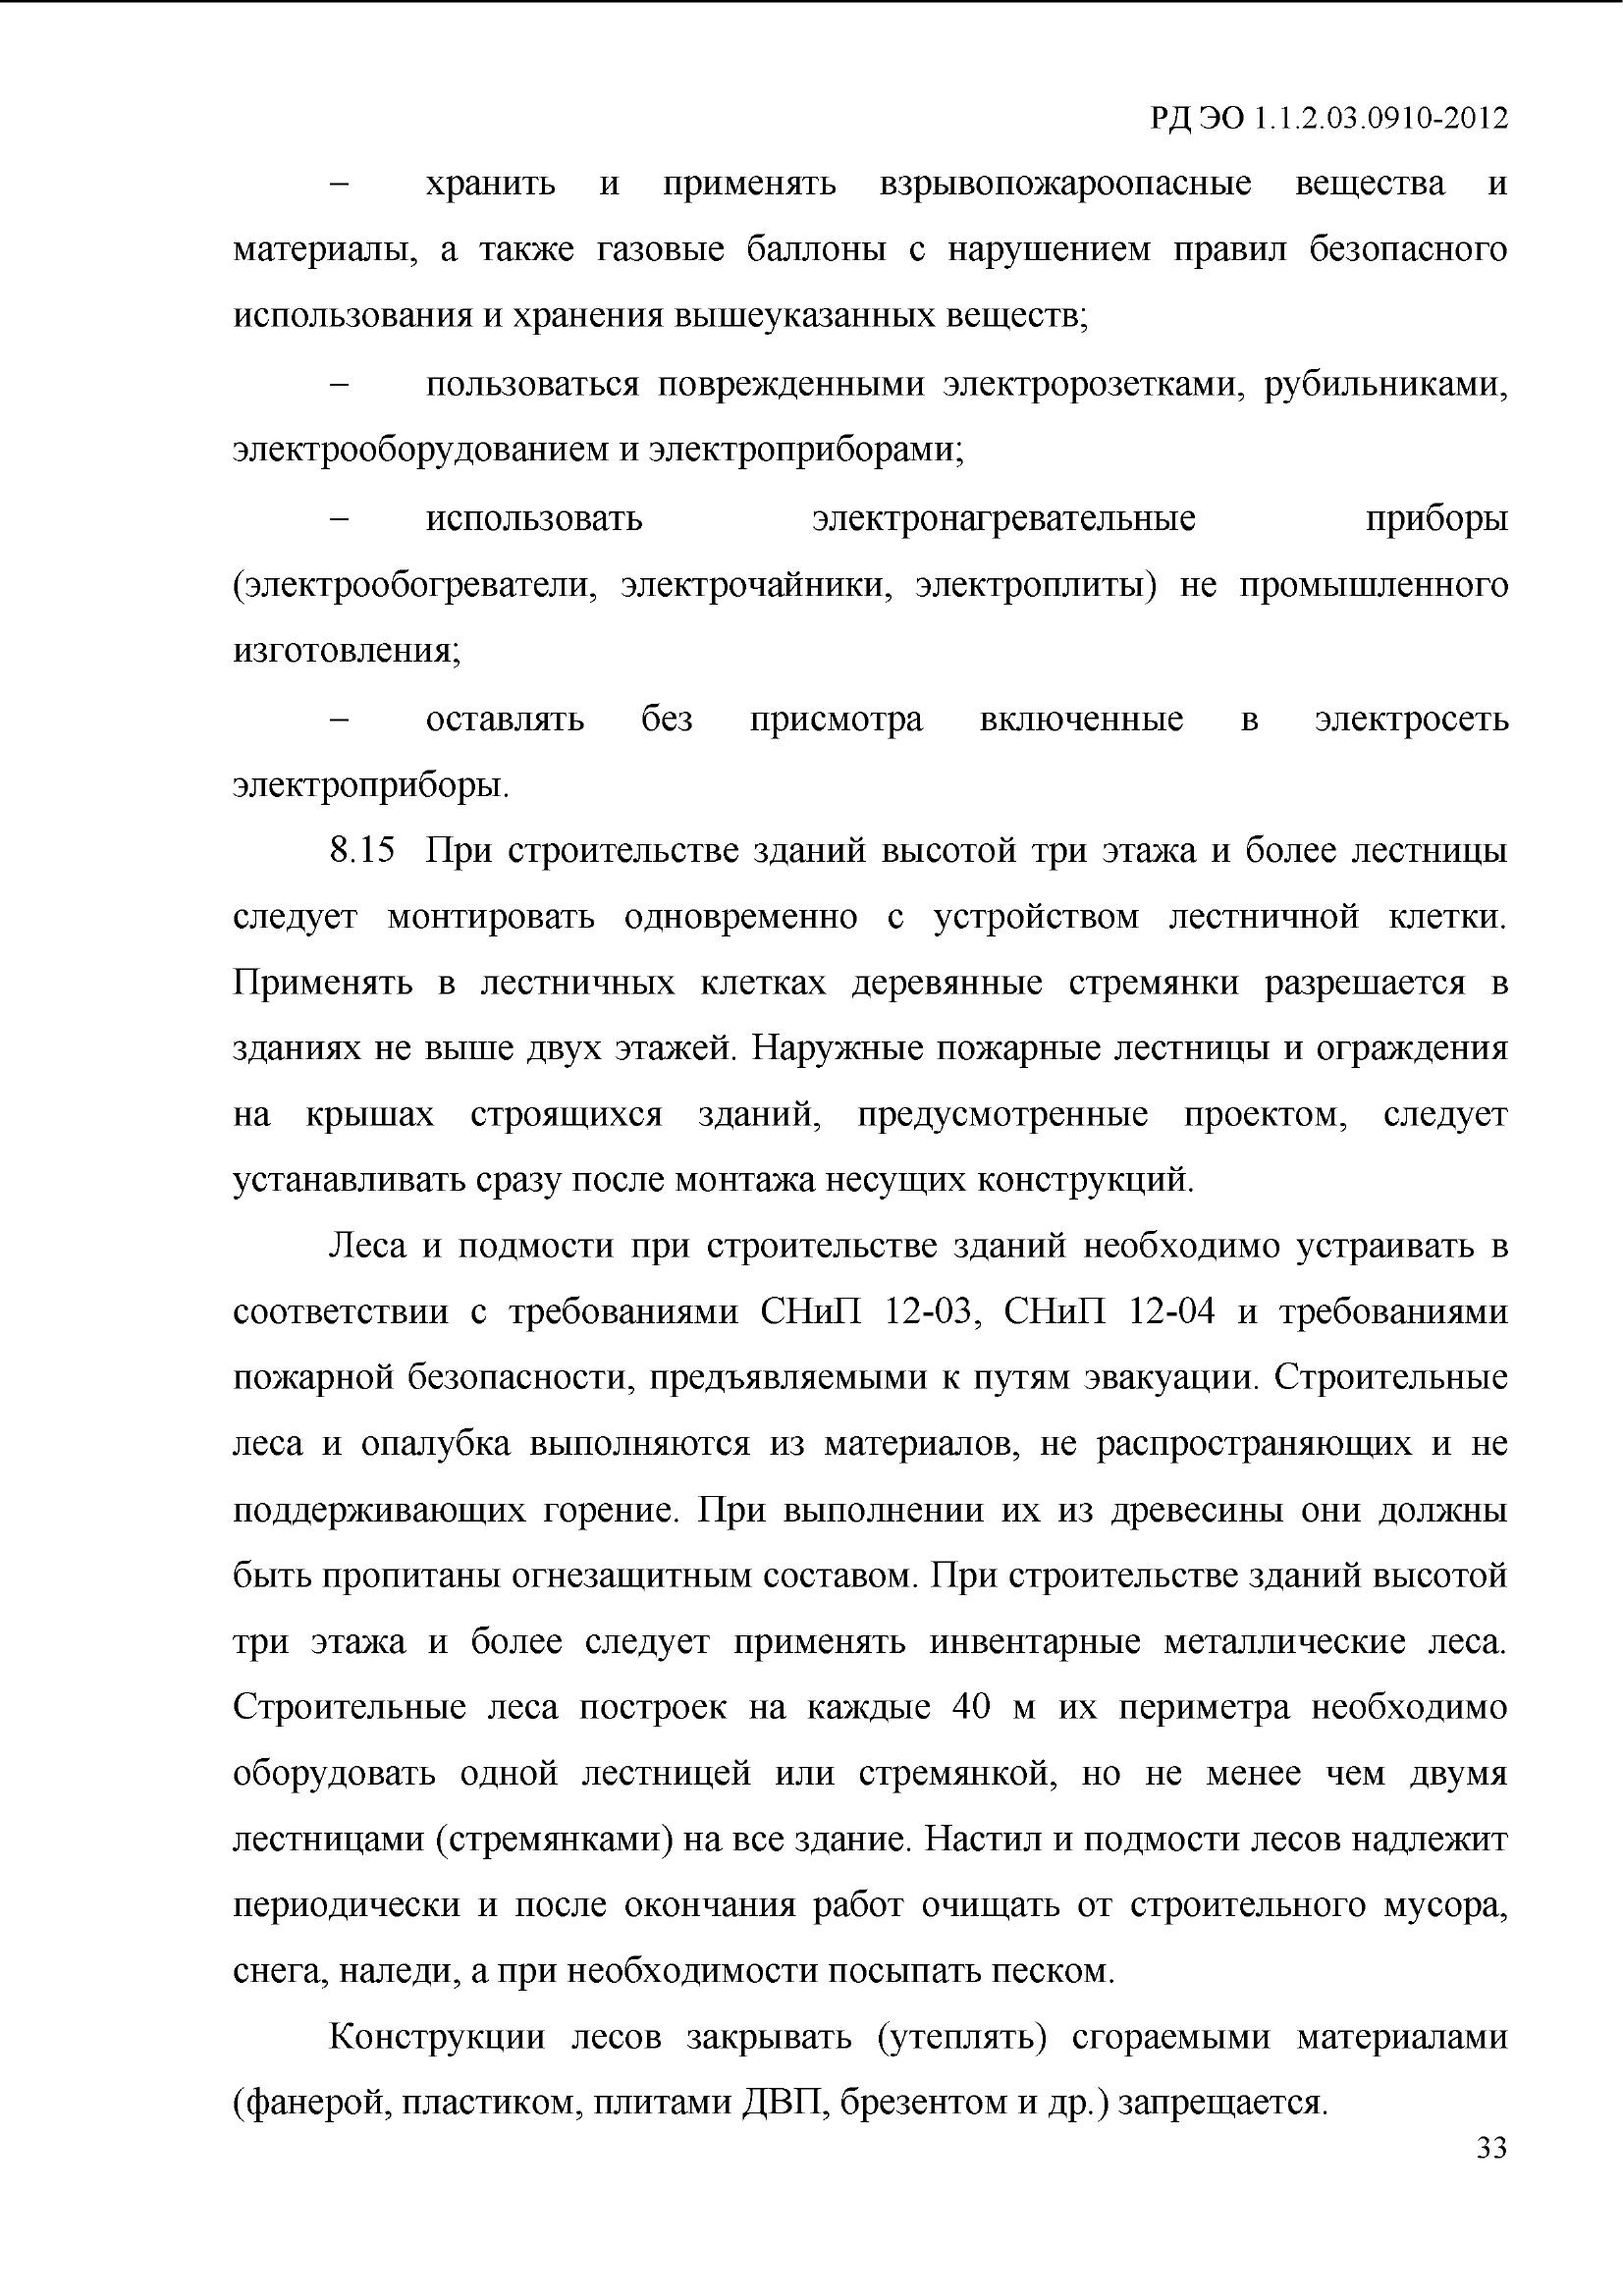 РД ЭО 1.1.2.03.0910-2012
– хранить и применять взрывопожароопасные вещества и
материалы, а также газовые баллоны с нарушением правил безопасного
использования и хранения вышеуказанных веществ;
– пользоваться поврежденными электророзетками, рубильниками,
электрооборудованием и электроприборами;
– использовать электронагревательные приборы
(электрообогреватели, электрочайники, электроплиты) не промышленного
изготовления;
– оставлять без присмотра включенные в электросеть
электроприборы.
8.15 При строительстве зданий высотой три этажа и более лестницы
следует монтировать одновременно с устройством лестничной клетки.
Применять в лестничных клетках деревянные стремянки разрешается в
зданиях не выше двух этажей. Наружные пожарные лестницы и ограждения
на крышах строящихся зданий, предусмотренные проектом, следует
устанавливать сразу после монтажа несущих конструкций.
Леса и подмости при строительстве зданий необходимо устраивать в
соответствии с требованиями СНиП 12-03, СНиП 12-04 и требованиями
пожарной безопасности, предъявляемыми к путям эвакуации. Строительные
леса и опалубка выполняются из материалов, не распространяющих и не
поддерживающих горение. При выполнении их из древесины они должны
быть пропитаны огнезащитным составом. При строительстве зданий высотой
три этажа и более следует применять инвентарные металлические леса.
Строительные леса построек на каждые 40 м их периметра необходимо
оборудовать одной лестницей или стремянкой, но не менее чем двумя
лестницами (стремянками) на все здание. Настил и подмости лесов надлежит
периодически и после окончания работ очищать от строительного мусора,
снега, наледи, а при необходимости посыпать песком.
Конструкции лесов закрывать (утеплять) сгораемыми материалами
(фанерой, пластиком, плитами ДВП, брезентом и др.) запрещается.
33